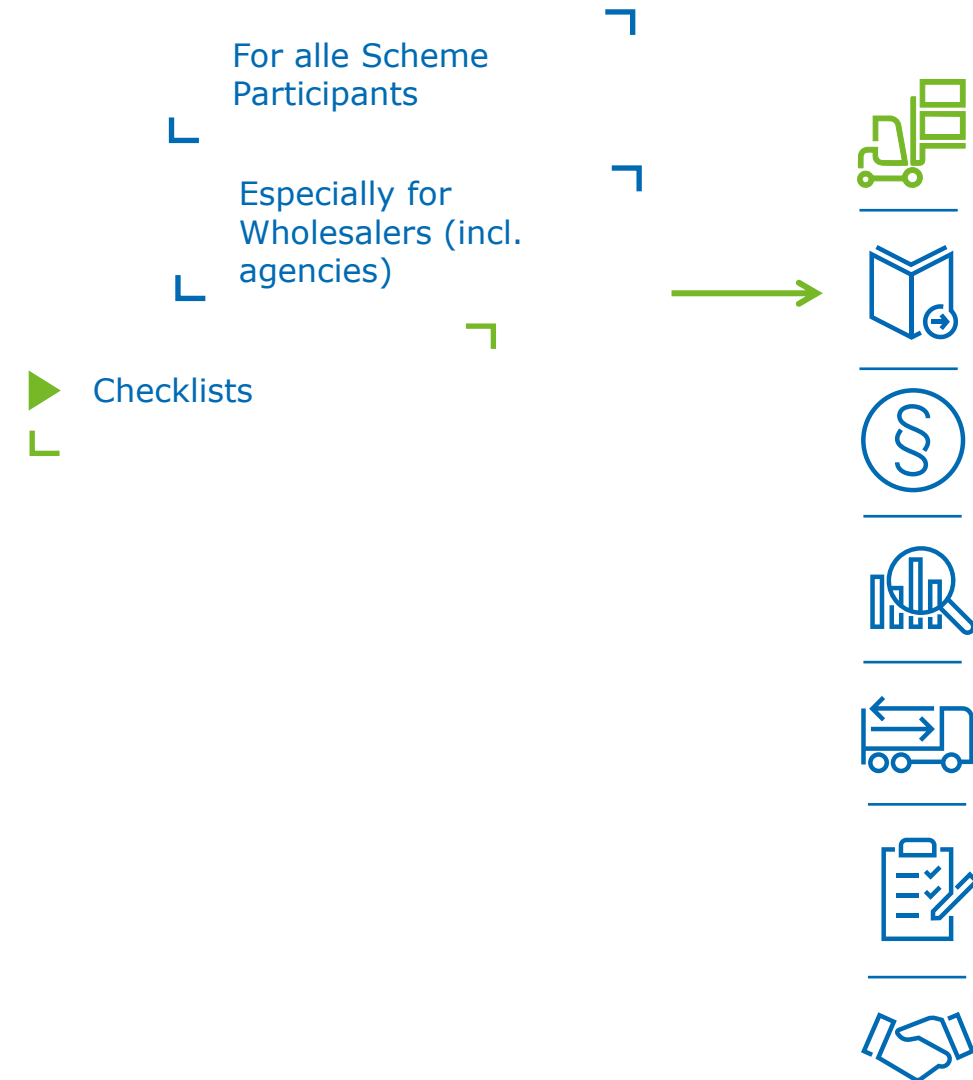 For alle Scheme
Participants
Especially for
Wholesalers (incl.
agencies)
Checklists
§